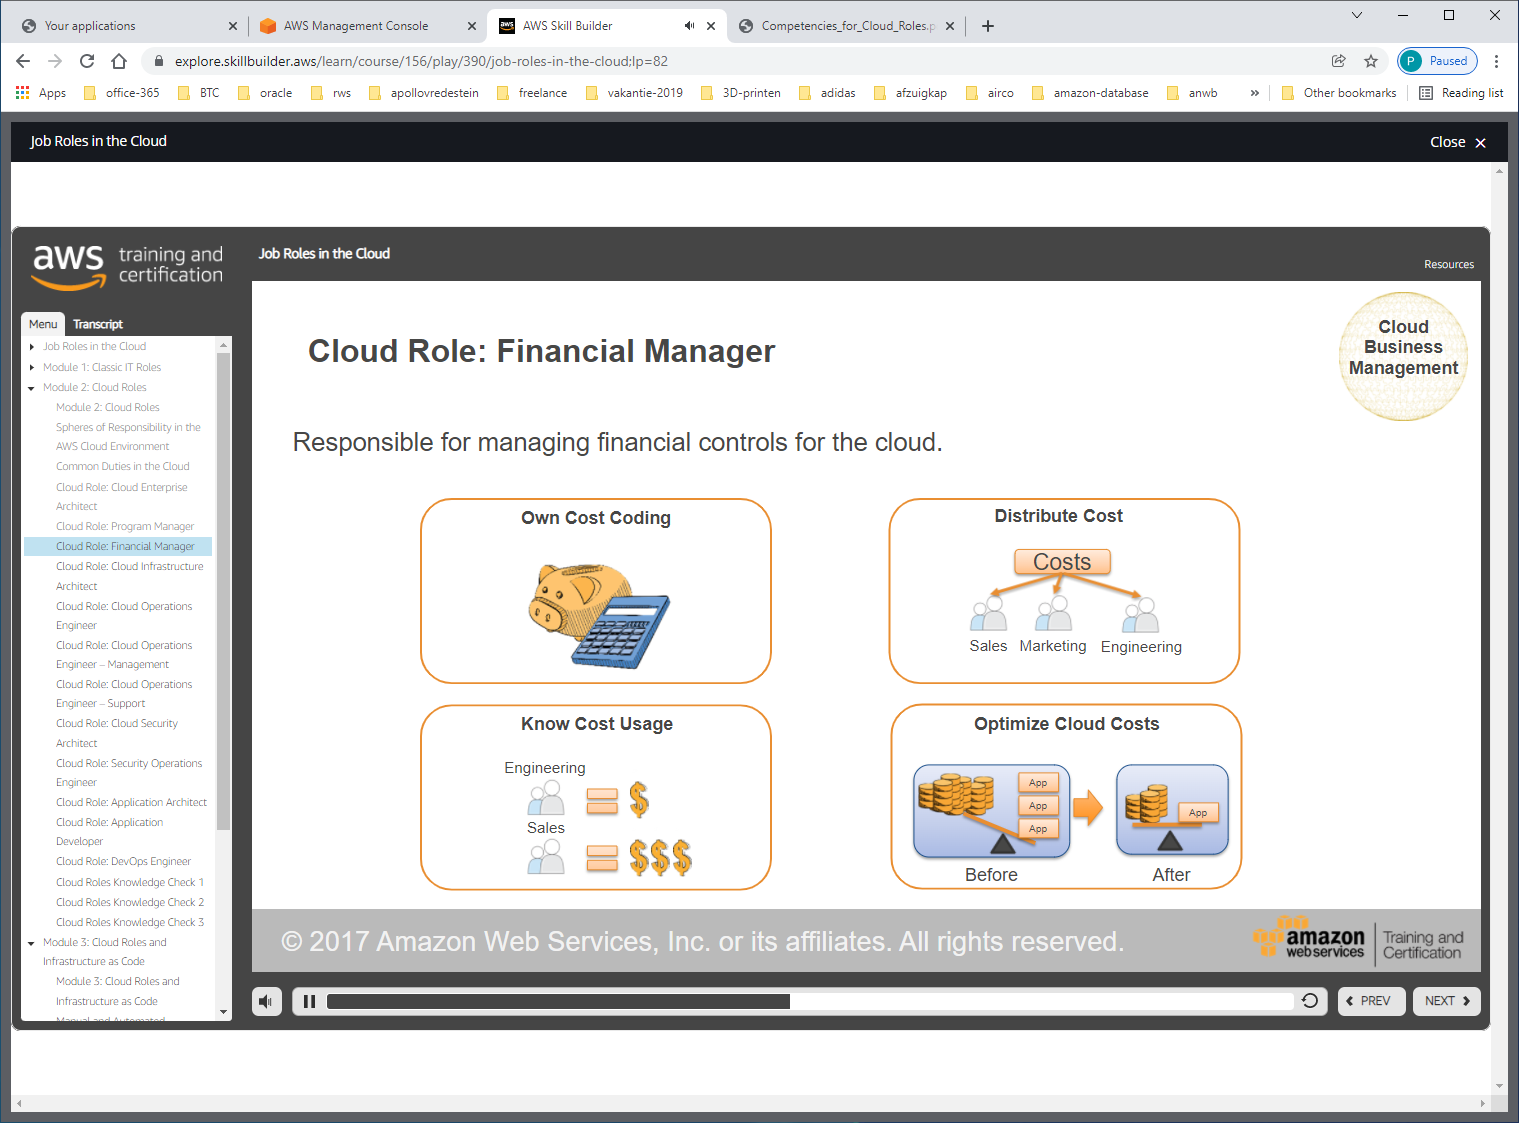 Your applications
AWS Management Console
AWS Skill Builder
Competencies_for_Cloud_Roles.p
explore.skillbuilder.aws/learn/course/156/play/390/job-roles-in-the-cloud;lp=82
P Paused
Apps
office-365
BTC
oracle
rws
apollovredestein
freelance
vakantie-2019
3D-printen
adidas
afzuigkap
airco
amazon-database
anwb
»
Other bookmarks
Reading list
Job Roles in the Cloud
Close
aws training and
certification
Job Roles in the Cloud
Resources
Menu
Transcript
Job Roles in the Cloud
Module 1: Classic IT Roles
Module 2: Cloud Roles
Module 2: Cloud Roles
Spheres of Responsibility in the
AWS Cloud Environment
Common Duties in the Cloud
Cloud Role: Cloud Enterprise
Architect
Cloud Role: Program Manager
Cloud Role: Financial Manager
Cloud Role: Cloud Infrastructure
Architect
Cloud Role: Cloud Operations
Engineer
Cloud Role: Cloud Operations
Engineer – Management
Cloud Role: Cloud Operations
Engineer – Support
Cloud Role: Cloud Security
Architect
Cloud Role: Security Operations
Engineer
Cloud Role: Application Architect
Cloud Role: Application
Developer
Cloud Role: DevOps Engineer
Cloud Roles Knowledge Check 1
Cloud Roles Knowledge Check 2
Cloud Roles Knowledge Check 3
Module 3: Cloud Roles and
Infrastructure as Code
Module 3: Cloud Roles and
Infrastructure as Code
Manual and Automated
Cloud
Business
Management
Cloud Role: Financial Manager
Responsible for managing financial controls for the cloud.
Own Cost Coding
Distribute Cost
Costs
Sales
Marketing
Engineering
Know Cost Usage
Engineering
$
Sales
$$$
Optimize Cloud Costs
App
App
App
App
Before
After
© 2017 Amazon Web Services, Inc. or its affiliates. All rights reserved.
amazon
webservices
Training and
Certification
PREV
NEXT